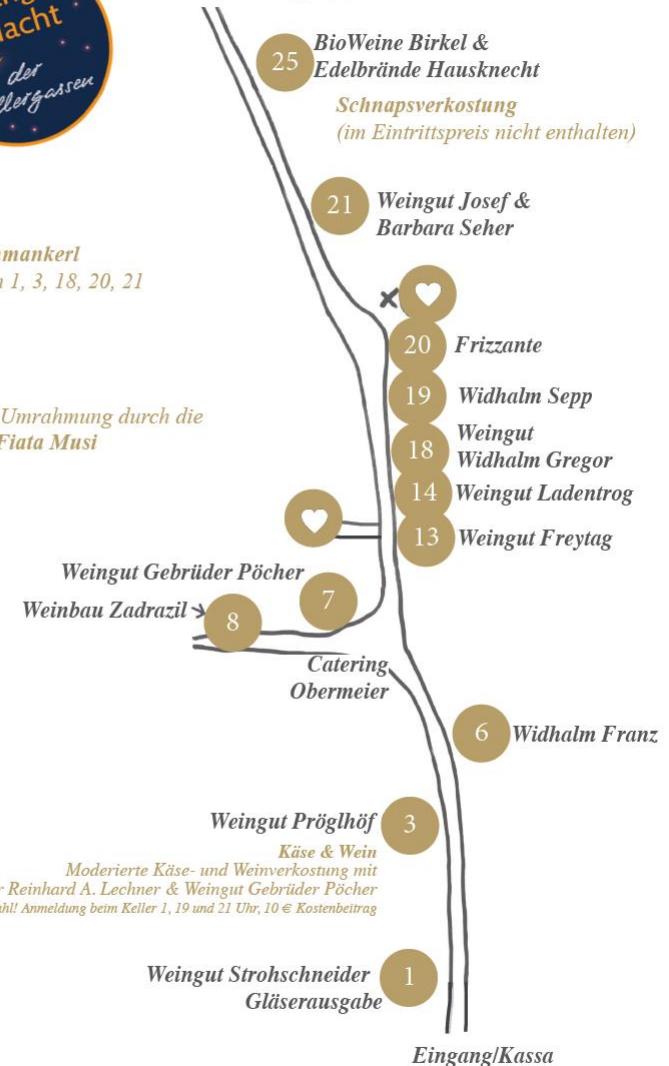 acht
der
25
BioWeine Birkel &
Edelbrände Hausknecht
Schnapsverkostung
(im Eintrittspreis nicht enthalten)
21
Weingut Josef &
Barbara Seher
1, 3, 18, 20, 21
20
Frizzante
19
Widhalm Sepp
18
Weingut
Widhalm Gregor
14
Weingut Ladentrog
13
Weingut Freytag
Umrahmung durch die
Fiata Musi
Weingut Gebrüder Pöcher
7
Weinbau Zadrazil
8
Catering
Obermeier
6
Widhalm Franz
Weingut Pröglhöf
3
Käse & Wein
Moderierte Käse- und Weinverkostung mit
Reinhard A. Lechner & Weingut Gebrüder Pöcher
Anmeldung beim Keller 1, 19 und 21 Uhr, 10 € Kostenbeitrag
Weingut Strohschneider
Gläserausgabe
1
Eingang/Kassa